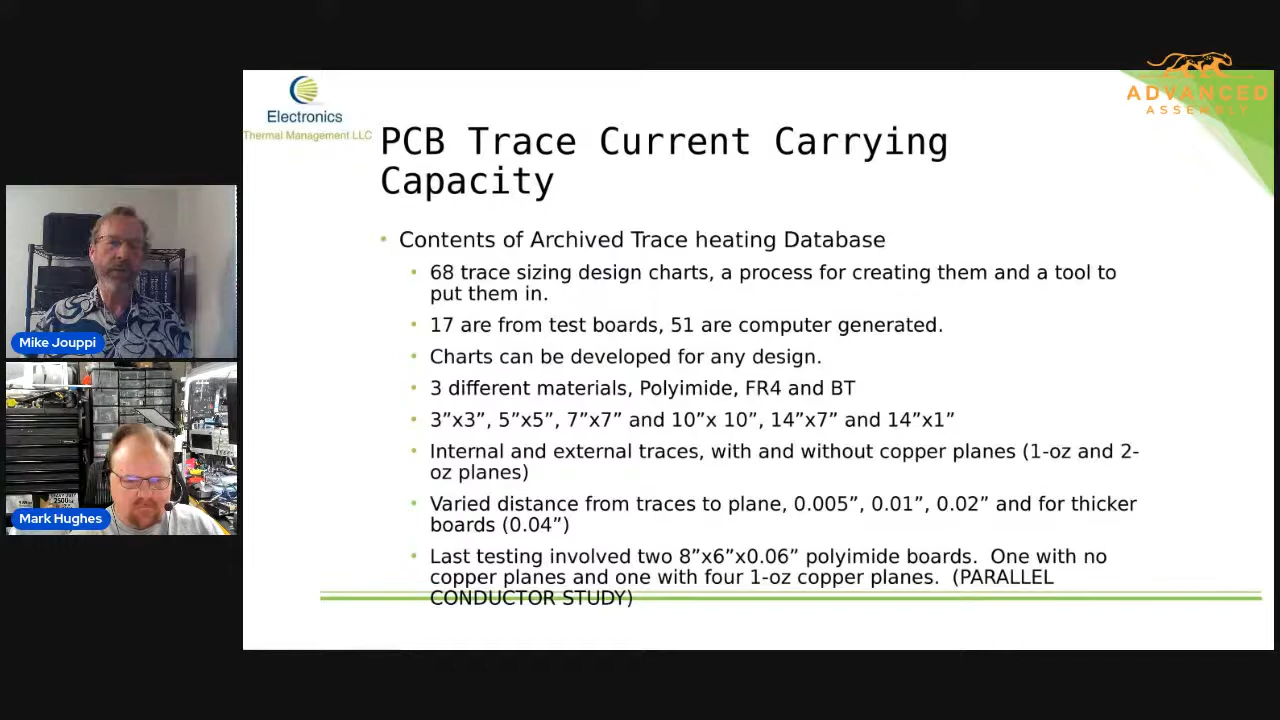 Electronics
Thermal Management LLC
ADVANCED
ASSEMBLY
PCB Trace Current Carrying
Capacity
• Contents of Archived Trace heating Database
• 68 trace sizing design charts, a process for creating them and a tool to
put them in.
• 17 are from test boards, 51 are computer generated.
• Charts can be developed for any design.
• 3 different materials, Polyimide, FR4 and BT
• 3”x3”, 5”x5”, 7”x7” and 10”x 10”, 14”x7” and 14”x1”
• Internal and external traces, with and without copper planes (1-oz and 2-
oz planes)
• Varied distance from traces to plane, 0.005”, 0.01”, 0.02” and for thicker
boards (0.04”)
• Last testing involved two 8”x6”x0.06” polyimide boards.  One with no
copper planes and one with four 1-oz copper planes.  (PARALLEL
CONDUCTOR STUDY)
Mike Jouppi
Mark Hughes